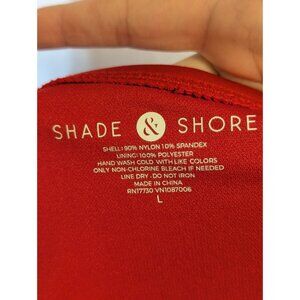 SHADE & SHORE
SHELL: 90% NYLON 10% SPANDEX
LINING: 100% POLYESTER
HAND WASH COLD WITH LIKE COLORS
ONLY NON-CHLORINE BLEACH IF NEEDED
LINE DRY - DO NOT IRON
MADE IN CHINA
RN17730 VN1087006
L